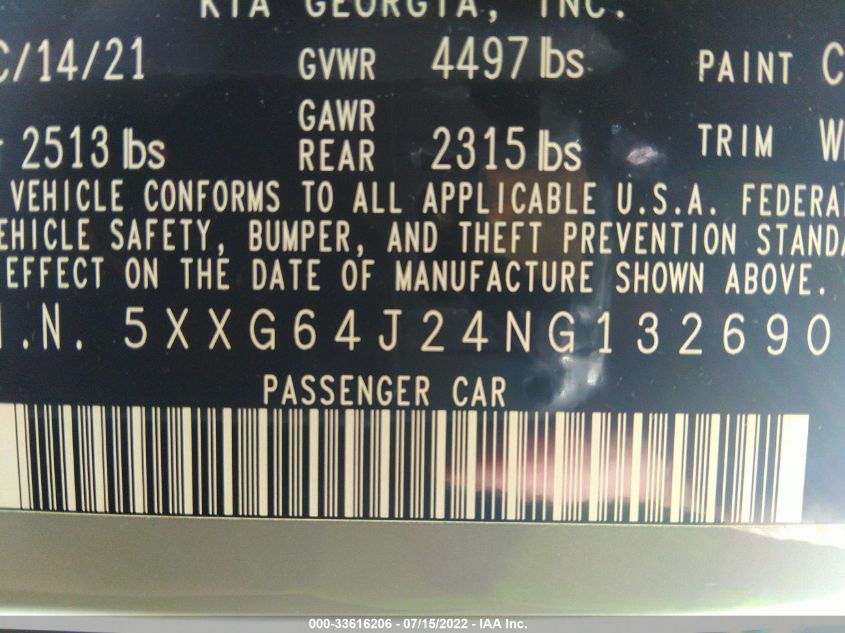 KIA GEORGIA, INC.
C/14/21 GVWR 4497 lbs PAINT C
GAWR
2513 lbs REAR 2315 lbs TRIM W
VEHICLE CONFORMS TO ALL APPLICABLE U.S.A. FEDERAL
EHICLE SAFETY, BUMPER, AND THEFT PREVENTION STANDA
EFFECT ON THE DATE OF MANUFACTURE SHOWN ABOVE.
I.N. 5XXG64J24NG132690
PASSENGER CAR
000-33616206 - 07/15/2022 - IAA Inc.